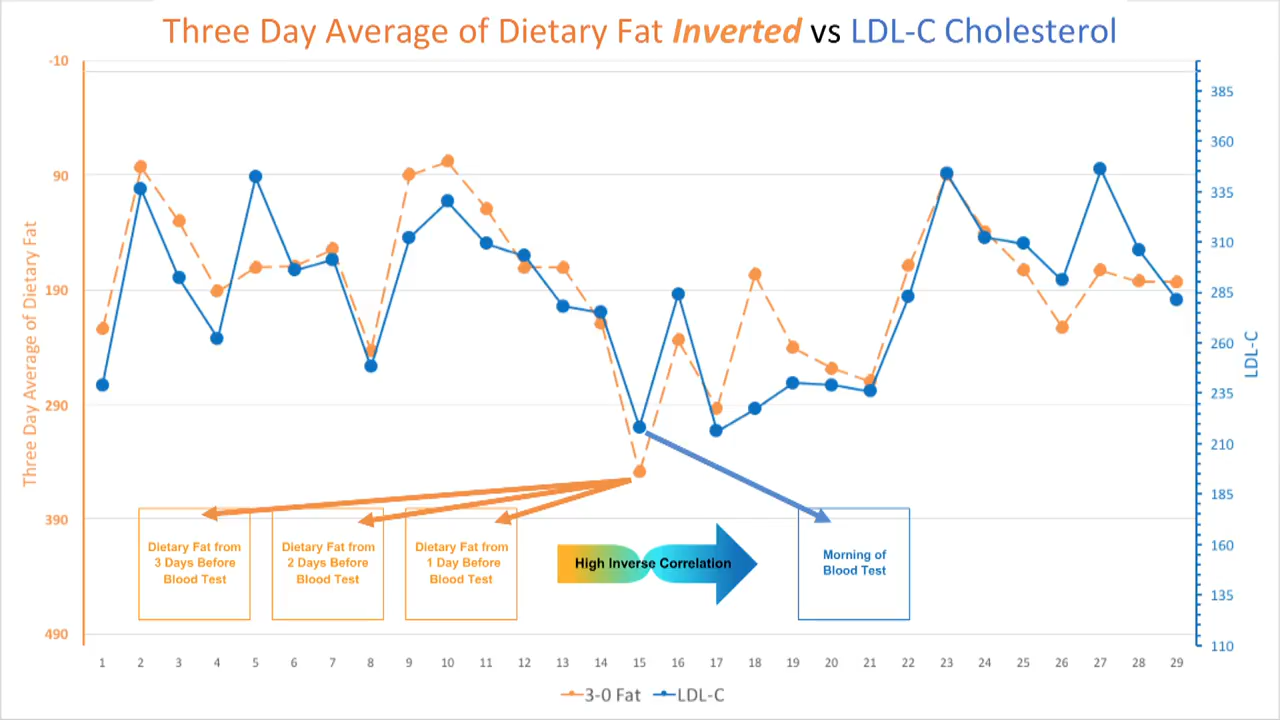 Three Day Average of Dietary Fat Inverted vs LDL-C Cholesterol
-10
90
190
290
390
490
Three Day Average of Dietary Fat
385
360
335
310
285
260
235
210
185
160
135
110
LDL-C
Dietary Fat from
3 Days Before
Blood Test
Dietary Fat from
2 Days Before
Blood Test
Dietary Fat from
1 Day Before
Blood Test
High Inverse Correlation
Morning of
Blood Test
1 2 3 4 5 6 7 8 9 10 11 12 13 14 15 16 17 18 19 20 21 22 23 24 25 26 27 28 29
3-0 Fat LDL-C